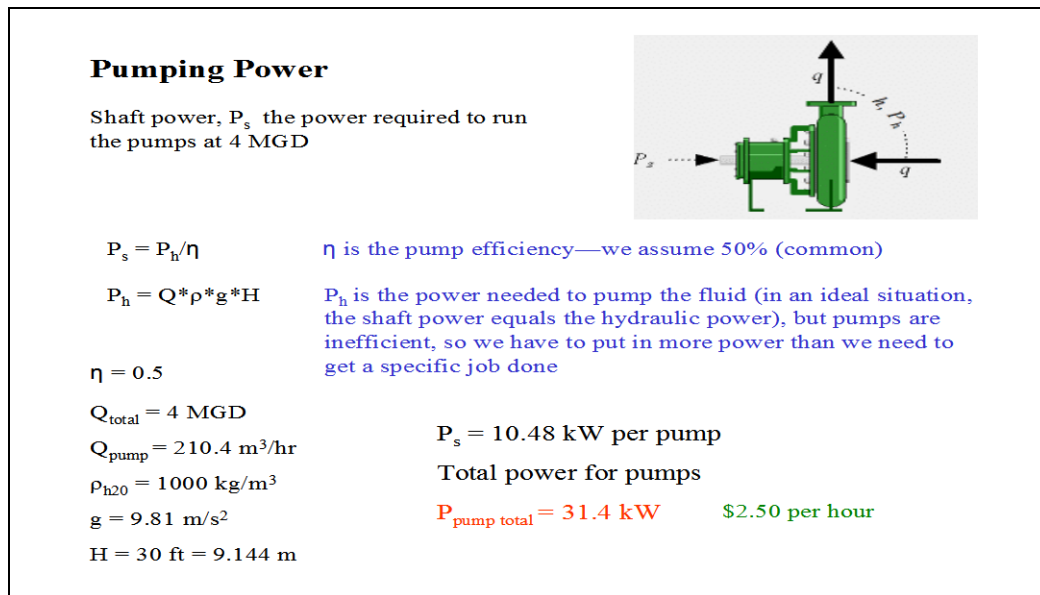 Pumping Power
Shaft power, Pₛ the power required to run
the pumps at 4 MGD
q
h, Pₕ
Pₛ
q
Pₛ = Pₕ/η
η is the pump efficiency—we assume 50% (common)
Pₕ = Q*ρ*g*H
Pₕ is the power needed to pump the fluid (in an ideal situation,
the shaft power equals the hydraulic power), but pumps are
inefficient, so we have to put in more power than we need to
get a specific job done
η = 0.5
Q_total = 4 MGD
Q_pump = 210.4 m³/hr
ρ_h20 = 1000 kg/m³
g = 9.81 m/s²
H = 30 ft = 9.144 m
Pₛ = 10.48 kW per pump
Total power for pumps
P_pump total = 31.4 kW
$2.50 per hour